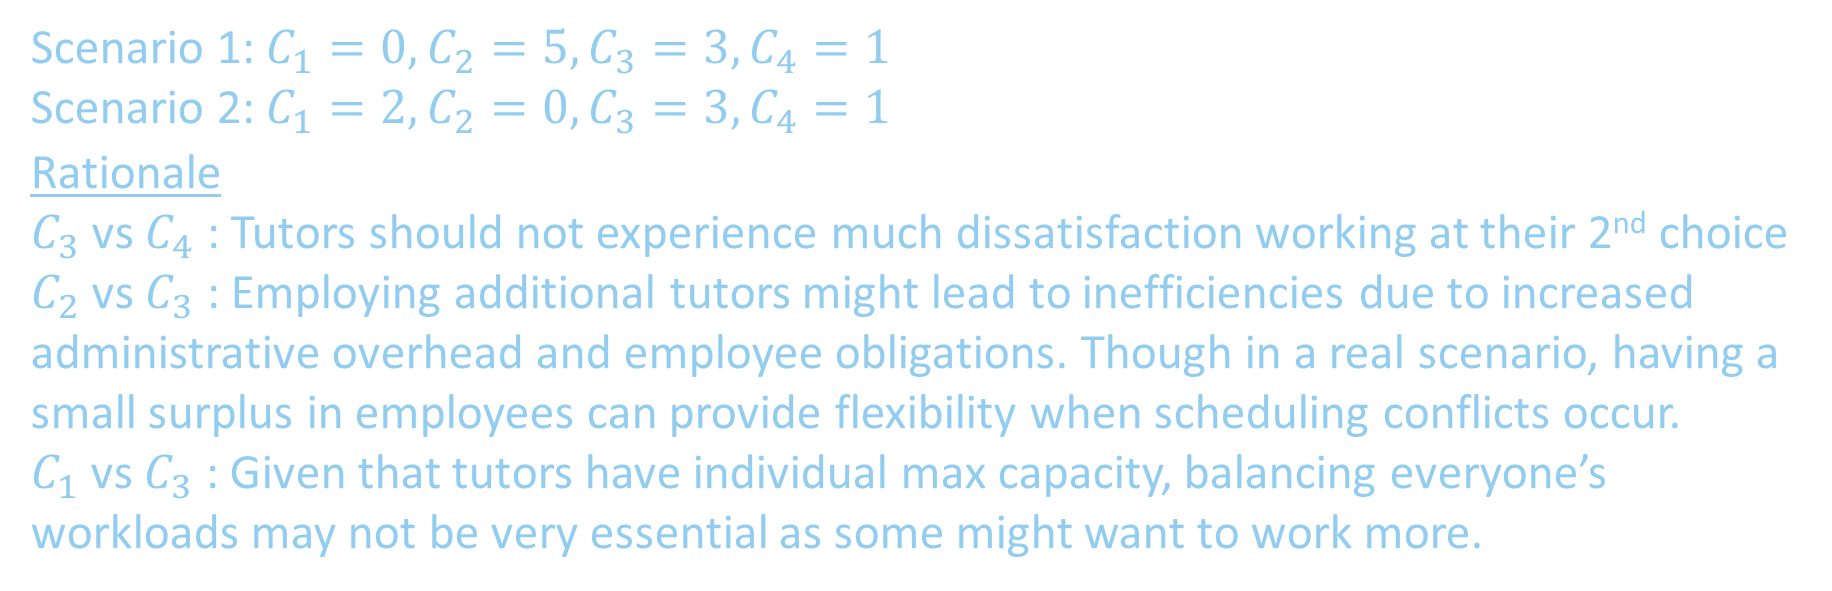 Scenario 1: C₁ = 0, C₂ = 5, C₃ = 3, C₄ = 1
Scenario 2: C₁ = 2, C₂ = 0, C₃ = 3, C₄ = 1
Rationale
C₃ vs C₄ : Tutors should not experience much dissatisfaction working at their 2ⁿᵈ choice
C₂ vs C₃ : Employing additional tutors might lead to inefficiencies due to increased
administrative overhead and employee obligations. Though in a real scenario, having a
small surplus in employees can provide flexibility when scheduling conflicts occur.
C₁ vs C₃ : Given that tutors have individual max capacity, balancing everyone’s
workloads may not be very essential as some might want to work more.